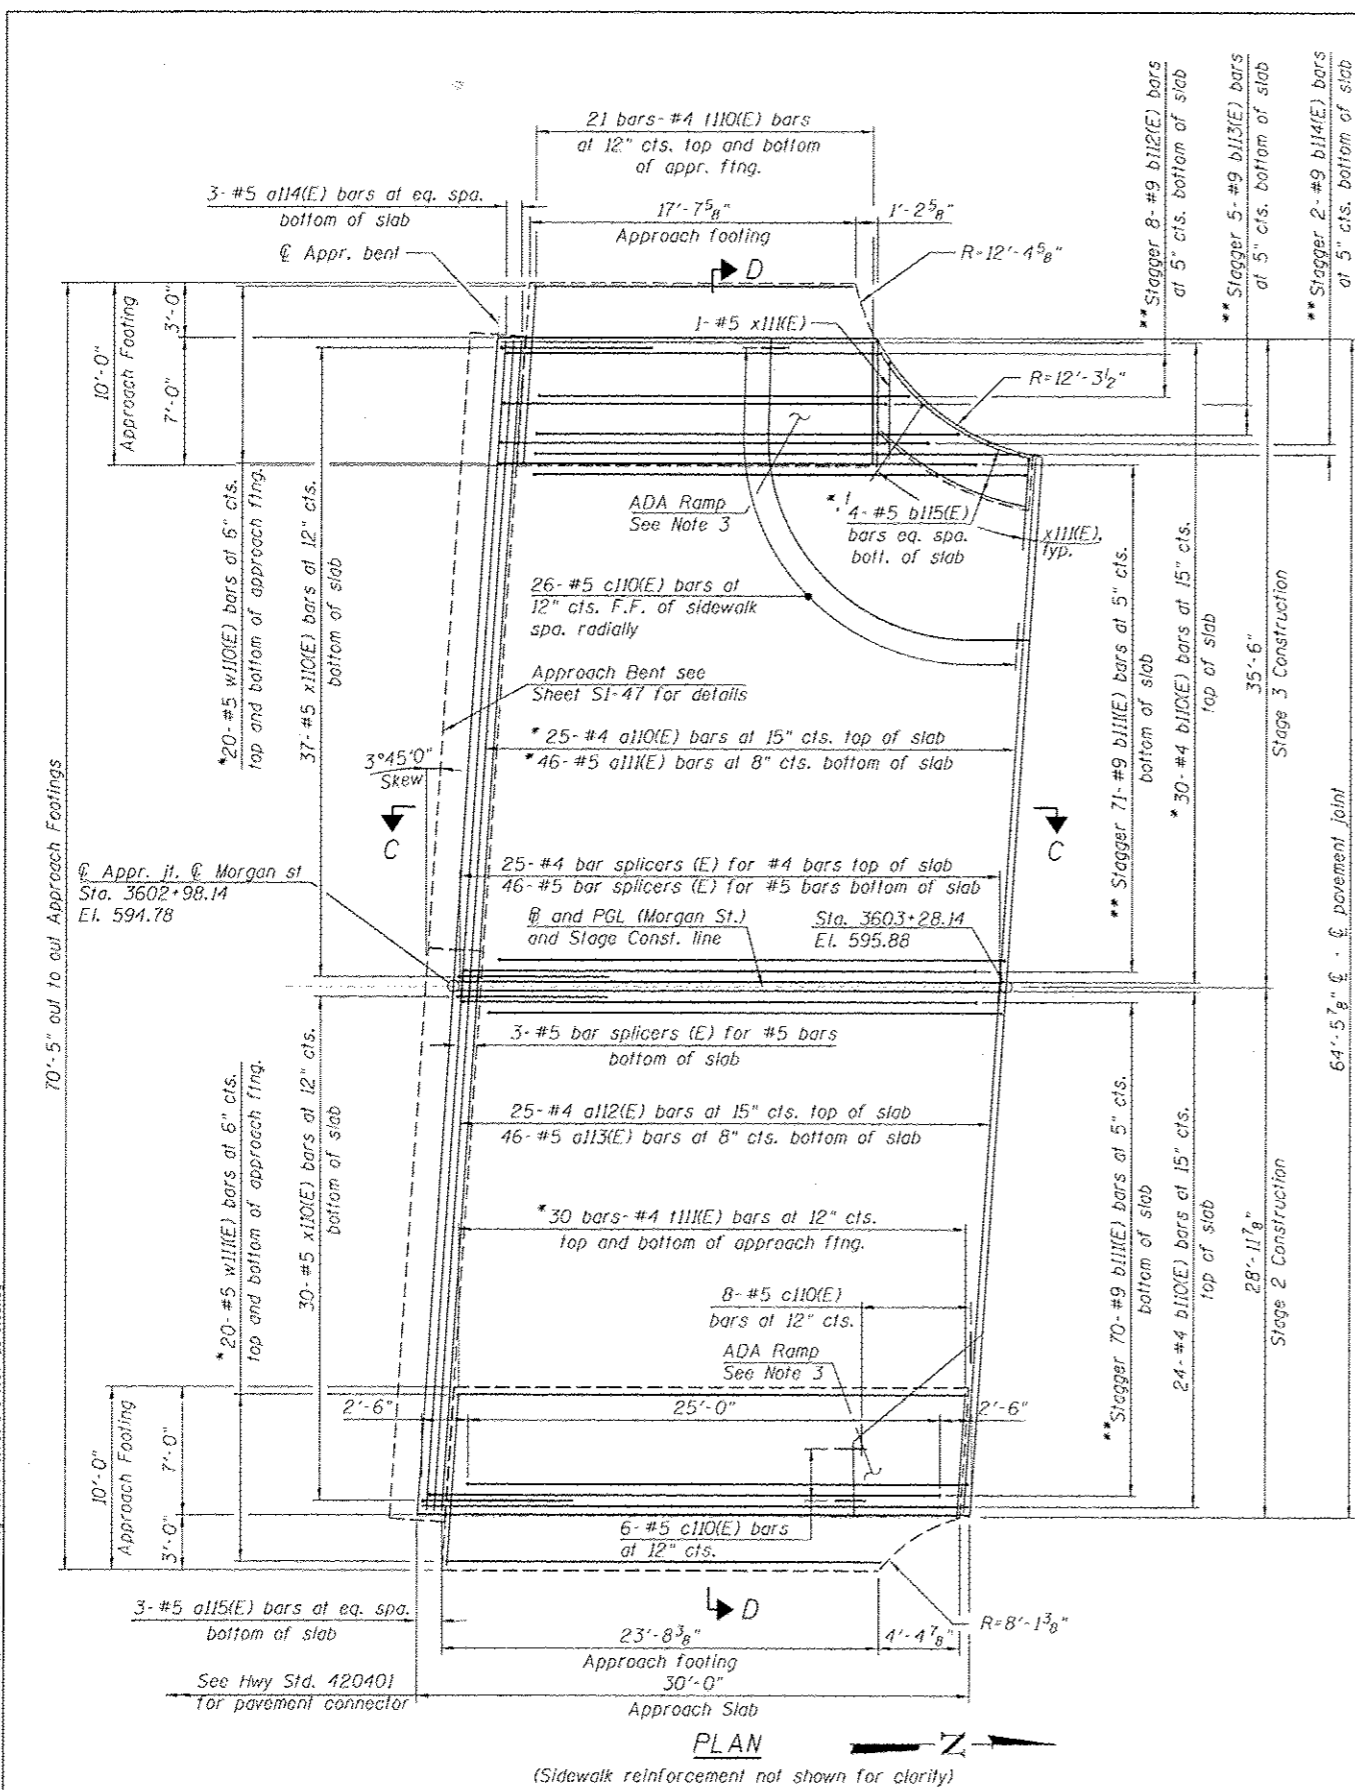 21 bars- #4 t110(E) bars
at 12" cts. top and bottom
of appr. ftng.
3- #5 a114(E) bars at eq. spa.
bottom of slab
℄ Appr. bent
17'-7⅝"
Approach footing
1'-2⅝"
D
R=12'-4⅝"
1- #5 x111(E)
R=12'-3½"
** Stagger 8- #9 b112(E) bars
at 5" cts. bottom of slab
** Stagger 5- #9 b113(E) bars
at 5" cts. bottom of slab
** Stagger 2- #9 b114(E) bars
at 5" cts. bottom of slab
10'-0"
Approach Footing
3'-0"
7'-0"
ADA Ramp
See Note 3
4- #5 b115(E)
bars eq. spa.
bott. of slab
x111(E),
typ.
26- #5 c110(E) bars at
12" cts. F.F. of sidewalk
spa. radially
Approach Bent see
Sheet S1-47 for details
*20- #5 w110(E) bars at 6" cts.
top and bottom of approach ftng.
37- #5 x110(E) bars at 12" cts.
bottom of slab
* 25- #4 a110(E) bars at 15" cts. top of slab
*46- #5 a111(E) bars at 8" cts. bottom of slab
3°45'0"
Skew
C
C
** Stagger 71- #9 b111(E) bars at 5" cts.
bottom of slab
* 30- #4 b110(E) bars at 15" cts.
top of slab
35'-6"
Stage 3 Construction
70'-5" out to out Approach Footings
℄ Appr. jt. ℄ Morgan st
Sta. 3602+98.14
El. 594.78
25- #4 bar splicers (E) for #4 bars top of slab
46- #5 bar splicers (E) for #5 bars bottom of slab
℔ and PGL (Morgan St.)
and Stage Const. line
Sta. 3603+28.14
El. 595.88
64'-5⅞" ℄ - ℄ pavement joint
3- #5 bar splicers (E) for #5 bars
bottom of slab
25- #4 a112(E) bars at 15" cts. top of slab
46- #5 a113(E) bars at 8" cts. bottom of slab
*20- #5 w111(E) bars at 6" cts.
top and bottom of approach ftng.
30- #5 x110(E) bars at 12" cts.
bottom of slab
*30 bars- #4 t111(E) bars at 12" cts.
top and bottom of approach ftng.
**Stagger 70- #9 b111(E) bars at 5" cts.
bottom of slab
24- #4 b110(E) bars at 15" cts.
top of slab
28'-11⅞"
Stage 2 Construction
8- #5 c110(E)
bars at 12" cts.
ADA Ramp
See Note 3
2'-6"
25'-0"
2'-6"
10'-0"
Approach Footing
7'-0"
3'-0"
6- #5 c110(E) bars
at 12" cts.
3- #5 a115(E) bars at eq. spa.
bottom of slab
D
R=8'-1⅜"
23'-8⅜"
Approach footing
4'-4⅞"
See Hwy Std. 420401
for pavement connector
30'-0"
Approach Slab
PLAN
Z
(Sidewalk reinforcement not shown for clarity)